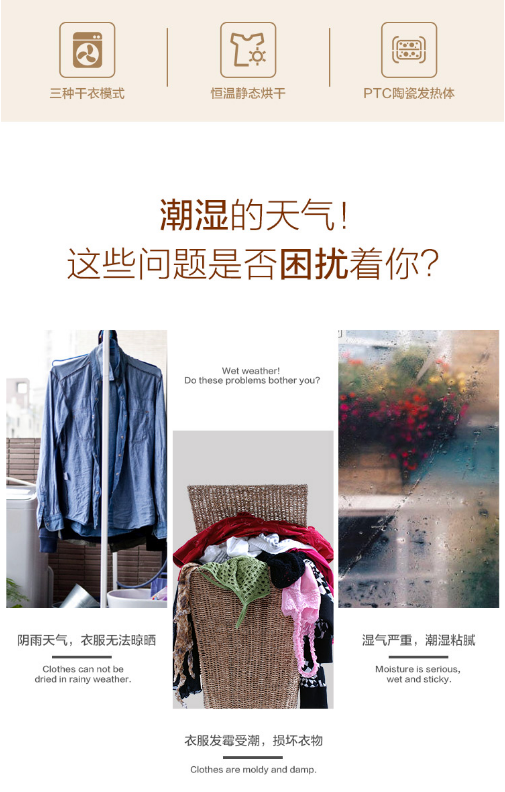 三种干衣模式
恒温静态烘干
PTC陶瓷发热体
潮湿的天气！
这些问题是否困扰着你？
Wet weather!
Do these problems bother you?
阴雨天气，衣服无法晾晒
Clothes can not be
dried in rainy weather.
湿气严重，潮湿粘腻
Moisture is serious,
wet and sticky.
衣服发霉受潮，损坏衣物
Clothes are moldy and damp.